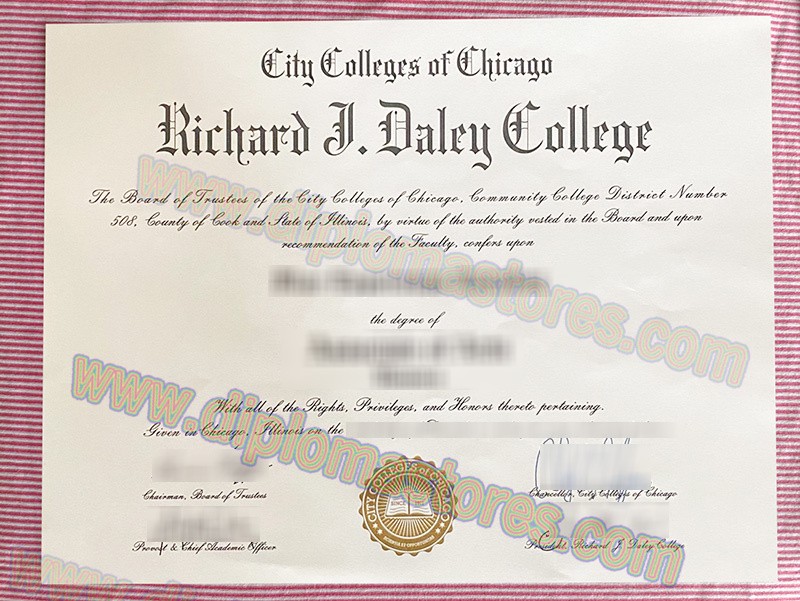 City Colleges of Chicago
Richard J. Daley College
The Board of Trustees of the City Colleges of Chicago, Community College District Number
508, County of Cook and State of Illinois, by virtue of the authority vested in the Board and upon
recommendation of the Faculty, confers upon
the degree of
With all of the Rights, Privileges, and Honors thereto pertaining.
Given in Chicago, Illinois on the
Chairman, Board of Trustees
Chancellor, City Colleges of Chicago
Provost & Chief Academic Officer
President, Richard J. Daley College
CITY COLLEGES of CHICAGO
www.diplomastores.com
www.diplomastores.com
www.